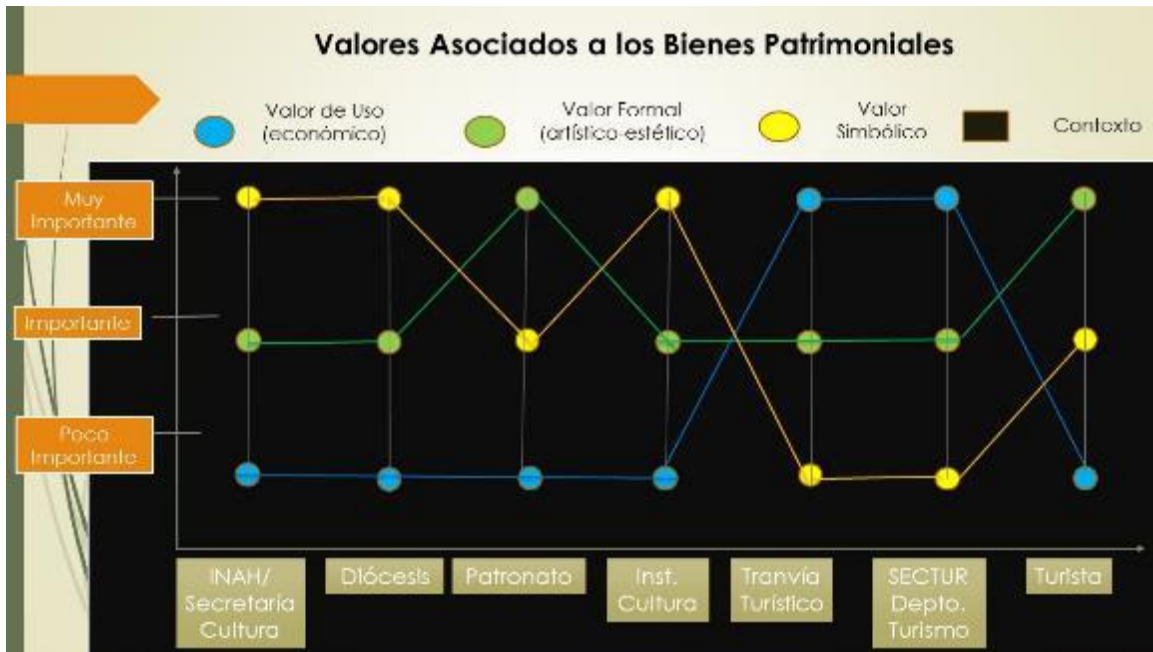 Valores Asociados a los Bienes Patrimoniales
Valor de Uso
(económico)
Valor Formal
(artístico-estético)
Valor
Simbólico
Contexto
Muy
Importante
Importante
Poco
Importante
INAH/
Secretaria
Cultura
Diócesis
Patronato
Inst.
Cultura
Tranvía
Turístico
SECTUR
Depto.
Turismo
Turista